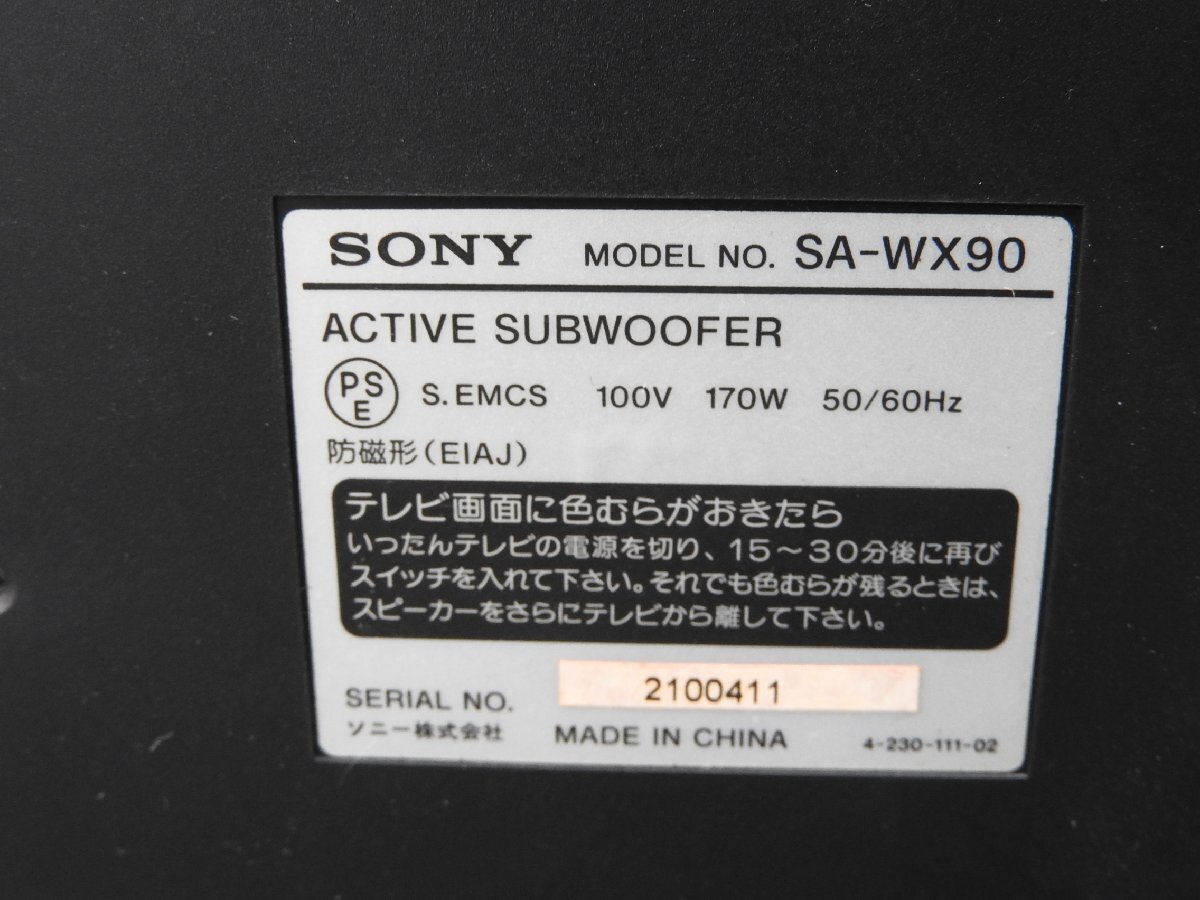 SONY MODEL NO. SA-WX90
ACTIVE SUBWOOFER
PSE S.EMCS 100V 170W 50/60Hz
防磁形(EIAJ)
テレビ画面に色むらがおきたら
いったんテレビの電源を切り、15~30分後に再び
スイッチを入れて下さい。それでも色むらが残るときは、
スピーカーをさらにテレビから離して下さい。
SERIAL NO. 2100411
ソニー株式会社 MADE IN CHINA 4-230-111-02